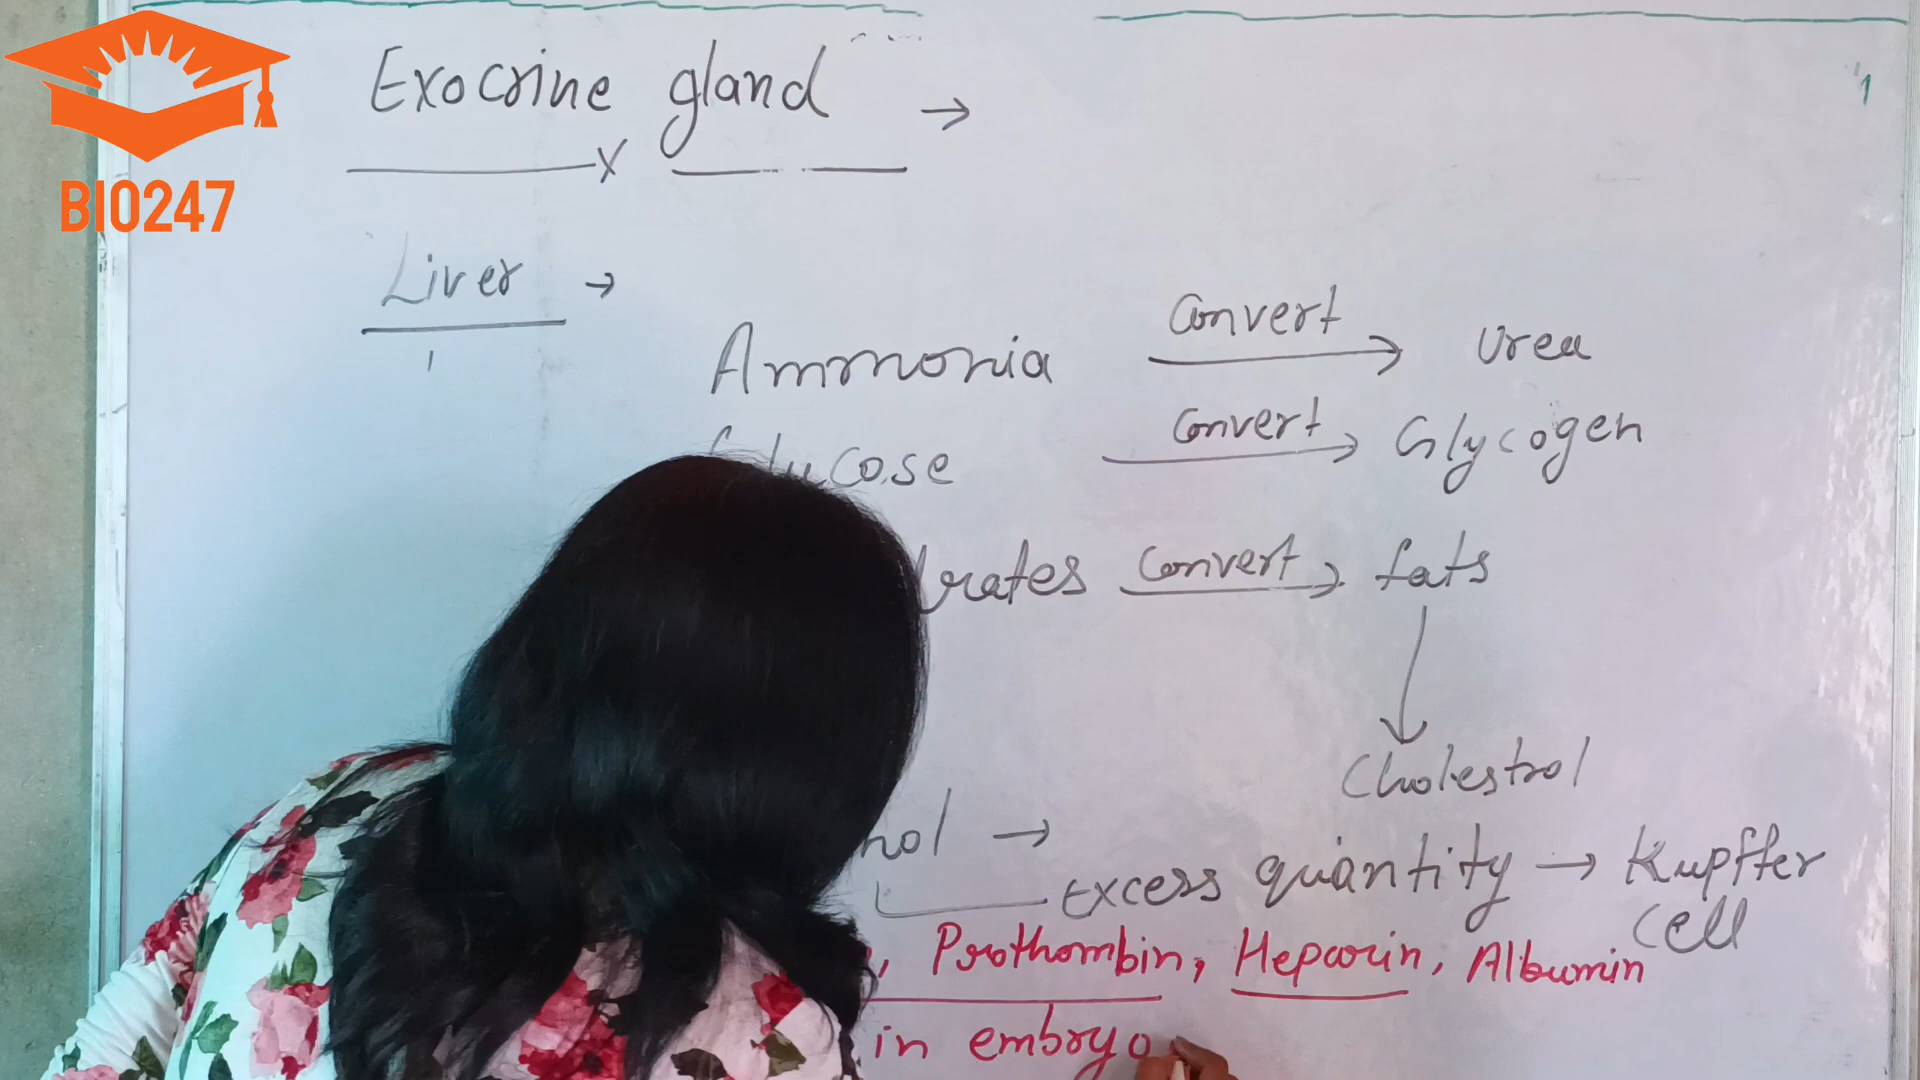 BIO247
Exocrine gland →
Liver →
Ammonia convert → Urea
Glucose convert → Glycogen
convert → fats
↓
Cholestrol
→
Excess quantity → Kupffer
cell
, Prothombin, Heparin, Albumin
in embryo